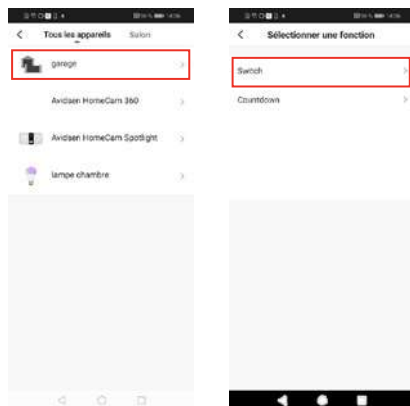 Tous les appareils Salon
garage
Avidsen HomeCam 360
Avidsen HomeCam Spotlight
lampe chambre
Sélectionner une fonction
Switch
Countdown